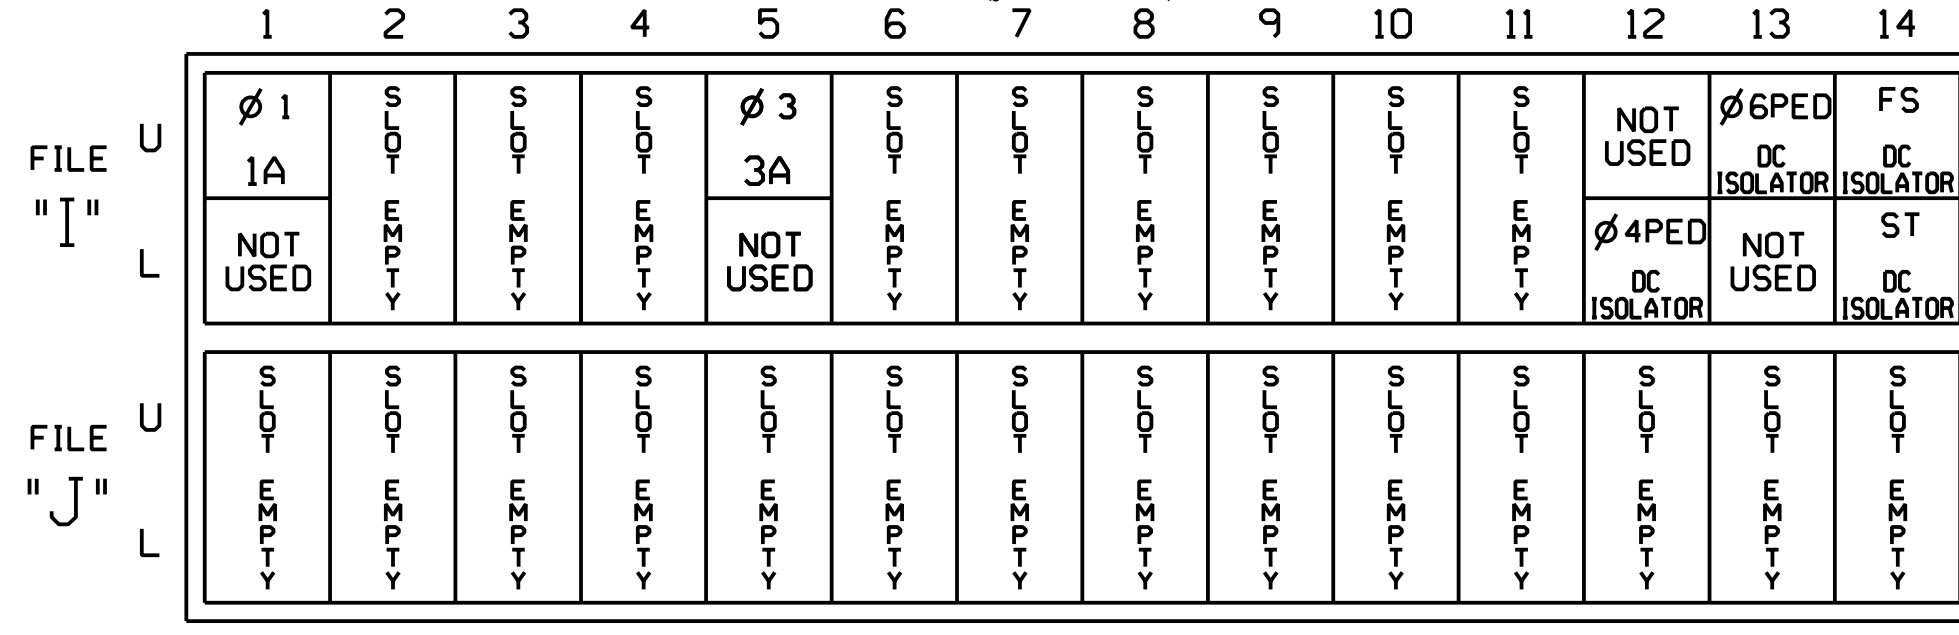 1 2 3 4 5 6 7 8 9 10 11 12 13 14
FILE
"I"
U
L
Ø 1
1A
NOT
USED
SLOT EMPTY
SLOT EMPTY
SLOT EMPTY
Ø 3
3A
NOT
USED
SLOT EMPTY
SLOT EMPTY
SLOT EMPTY
SLOT EMPTY
SLOT EMPTY
SLOT EMPTY
NOT
USED
Ø4PED
DC
ISOLATOR
Ø6PED
DC
ISOLATOR
NOT
USED
FS
DC
ISOLATOR
ST
DC
ISOLATOR
FILE
"J"
U
L
SLOT EMPTY
SLOT EMPTY
SLOT EMPTY
SLOT EMPTY
SLOT EMPTY
SLOT EMPTY
SLOT EMPTY
SLOT EMPTY
SLOT EMPTY
SLOT EMPTY
SLOT EMPTY
SLOT EMPTY
SLOT EMPTY
SLOT EMPTY